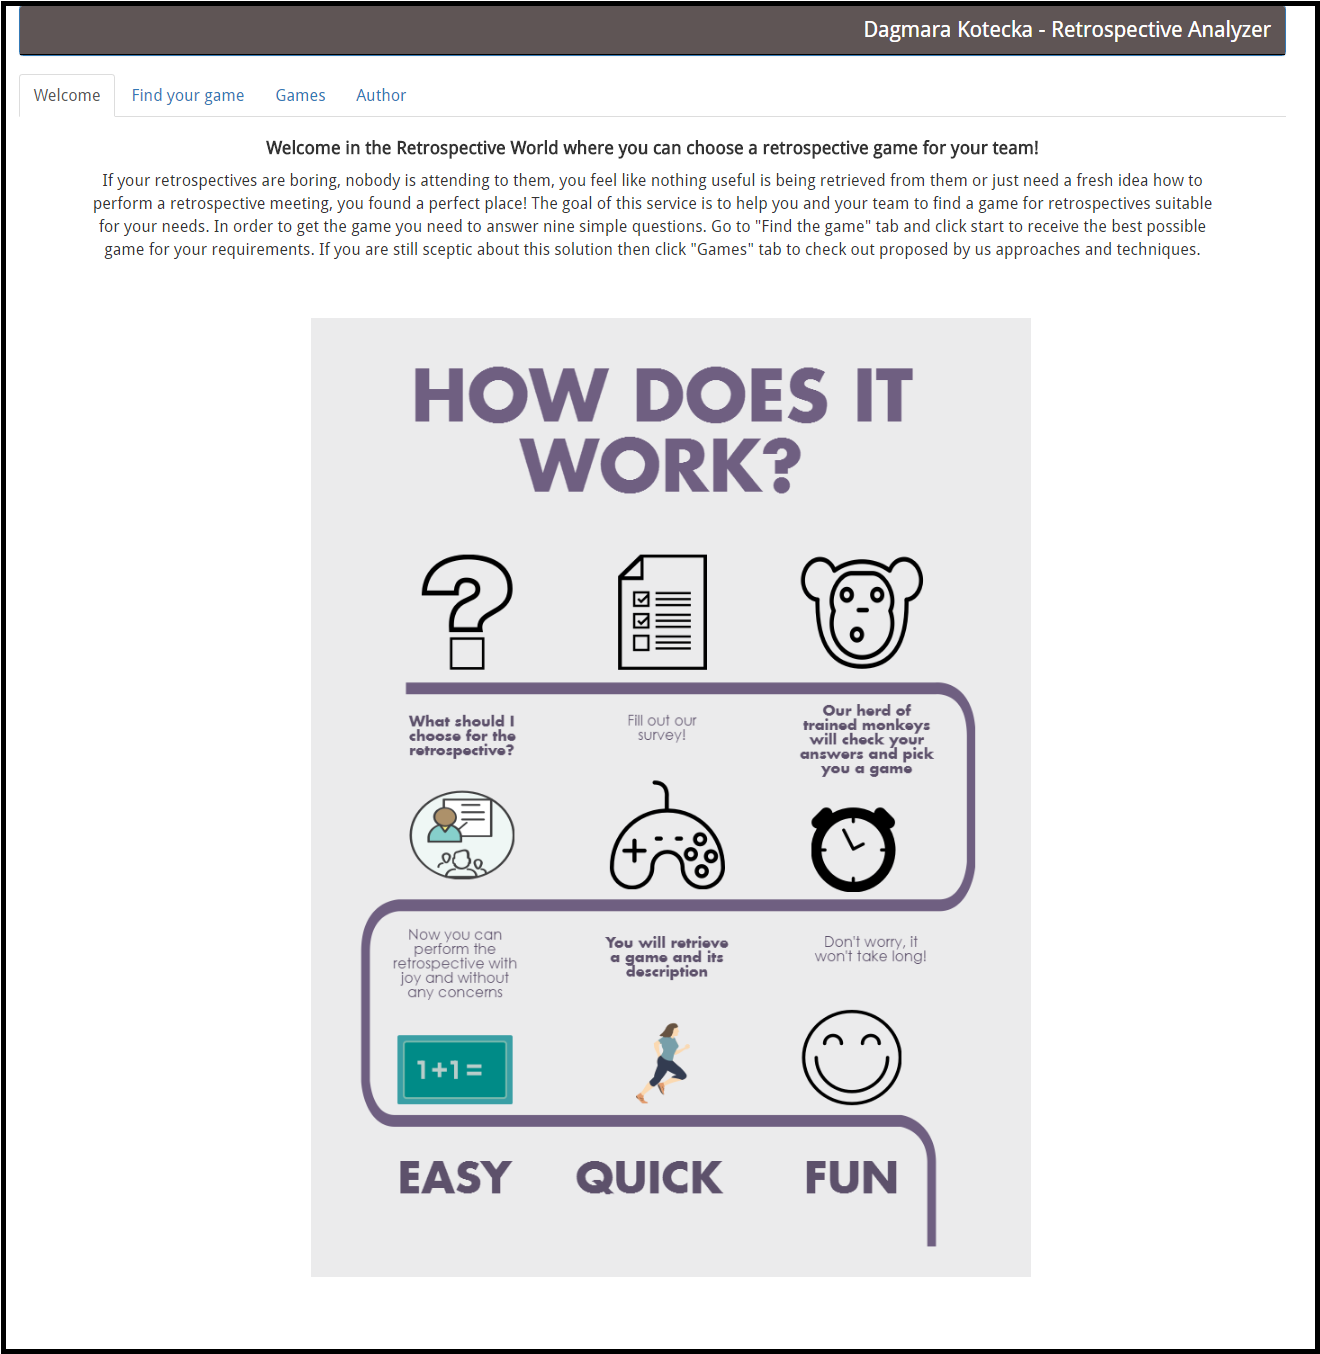 Dagmara Kotecka - Retrospective Analyzer
Welcome
Find your game
Games
Author
Welcome in the Retrospective World where you can choose a retrospective game for your team!
If your retrospectives are boring, nobody is attending to them, you feel like nothing useful is being retrieved from them or just need a fresh idea how to
perform a retrospective meeting, you found a perfect place! The goal of this service is to help you and your team to find a game for retrospectives suitable
for your needs. In order to get the game you need to answer nine simple questions. Go to "Find the game" tab and click start to receive the best possible
game for your requirements. If you are still sceptic about this solution then click "Games" tab to check out proposed by us approaches and techniques.
HOW DOES IT
WORK?
What should I
choose for the
retrospective?
Fill out our
survey!
Our herd of
trained monkeys
will check your
answers and pick
you a game
Now you can
perform the
retrospective with
joy and without
any concerns
You will retrieve
a game and its
description
Don't worry, it
won't take long!
1+1=
EASY
QUICK
FUN